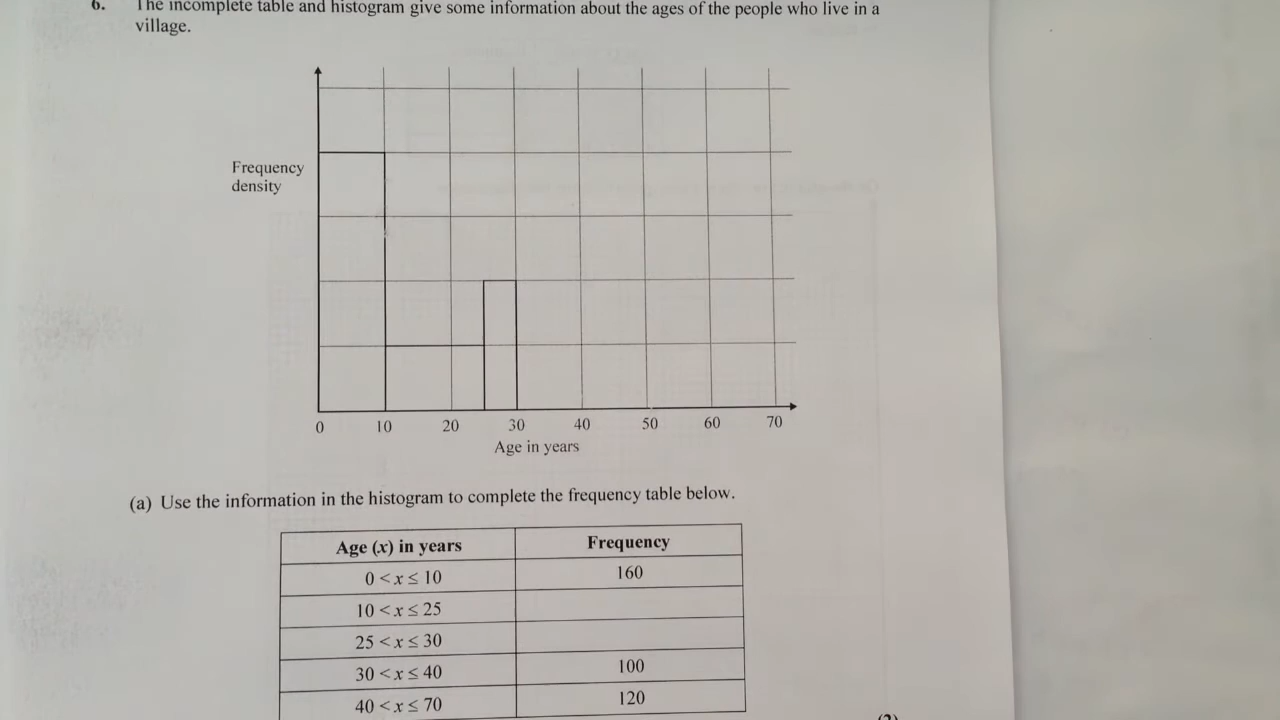 6. The incomplete table and histogram give some information about the ages of the people who live in a
village.
Frequency
density
0 10 20 30 40 50 60 70
Age in years
(a) Use the information in the histogram to complete the frequency table below.
Age (x) in years Frequency
0 < x ≤ 10 160
10 < x ≤ 25
25 < x ≤ 30
30 < x ≤ 40 100
40 < x ≤ 70 120